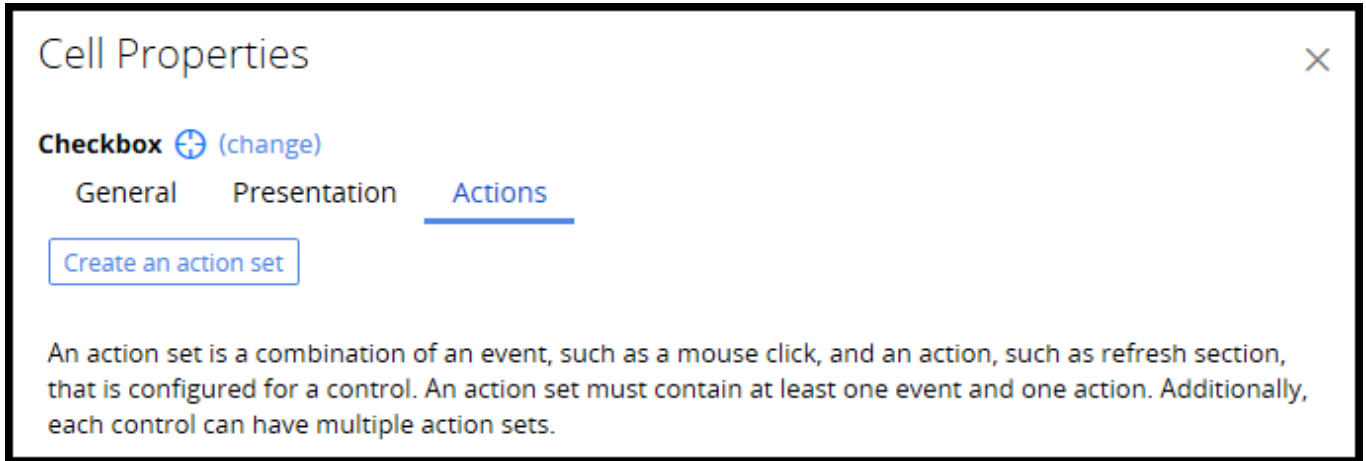 Cell Properties
Checkbox (change)
General Presentation Actions
Create an action set
An action set is a combination of an event, such as a mouse click, and an action, such as refresh section,
that is configured for a control. An action set must contain at least one event and one action. Additionally,
each control can have multiple action sets.